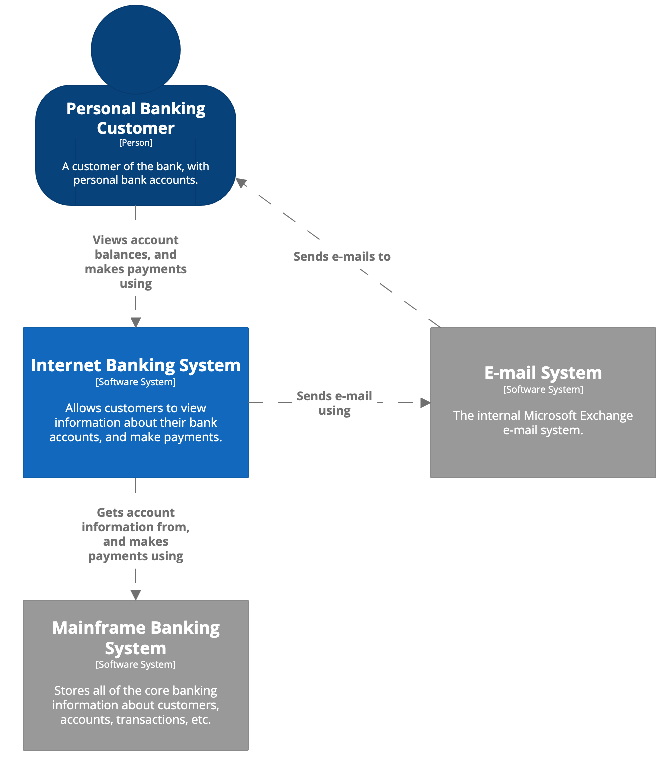 Personal Banking
Customer
[Person]
A customer of the bank, with
personal bank accounts.
Views account
balances, and
makes payments
using
Sends e-mails to
Internet Banking System
[Software System]
Allows customers to view
information about their bank
accounts, and make payments.
Sends e-mail
using
E-mail System
[Software System]
The internal Microsoft Exchange
e-mail system.
Gets account
information from,
and makes
payments using
Mainframe Banking
System
[Software System]
Stores all of the core banking
information about customers,
accounts, transactions, etc.